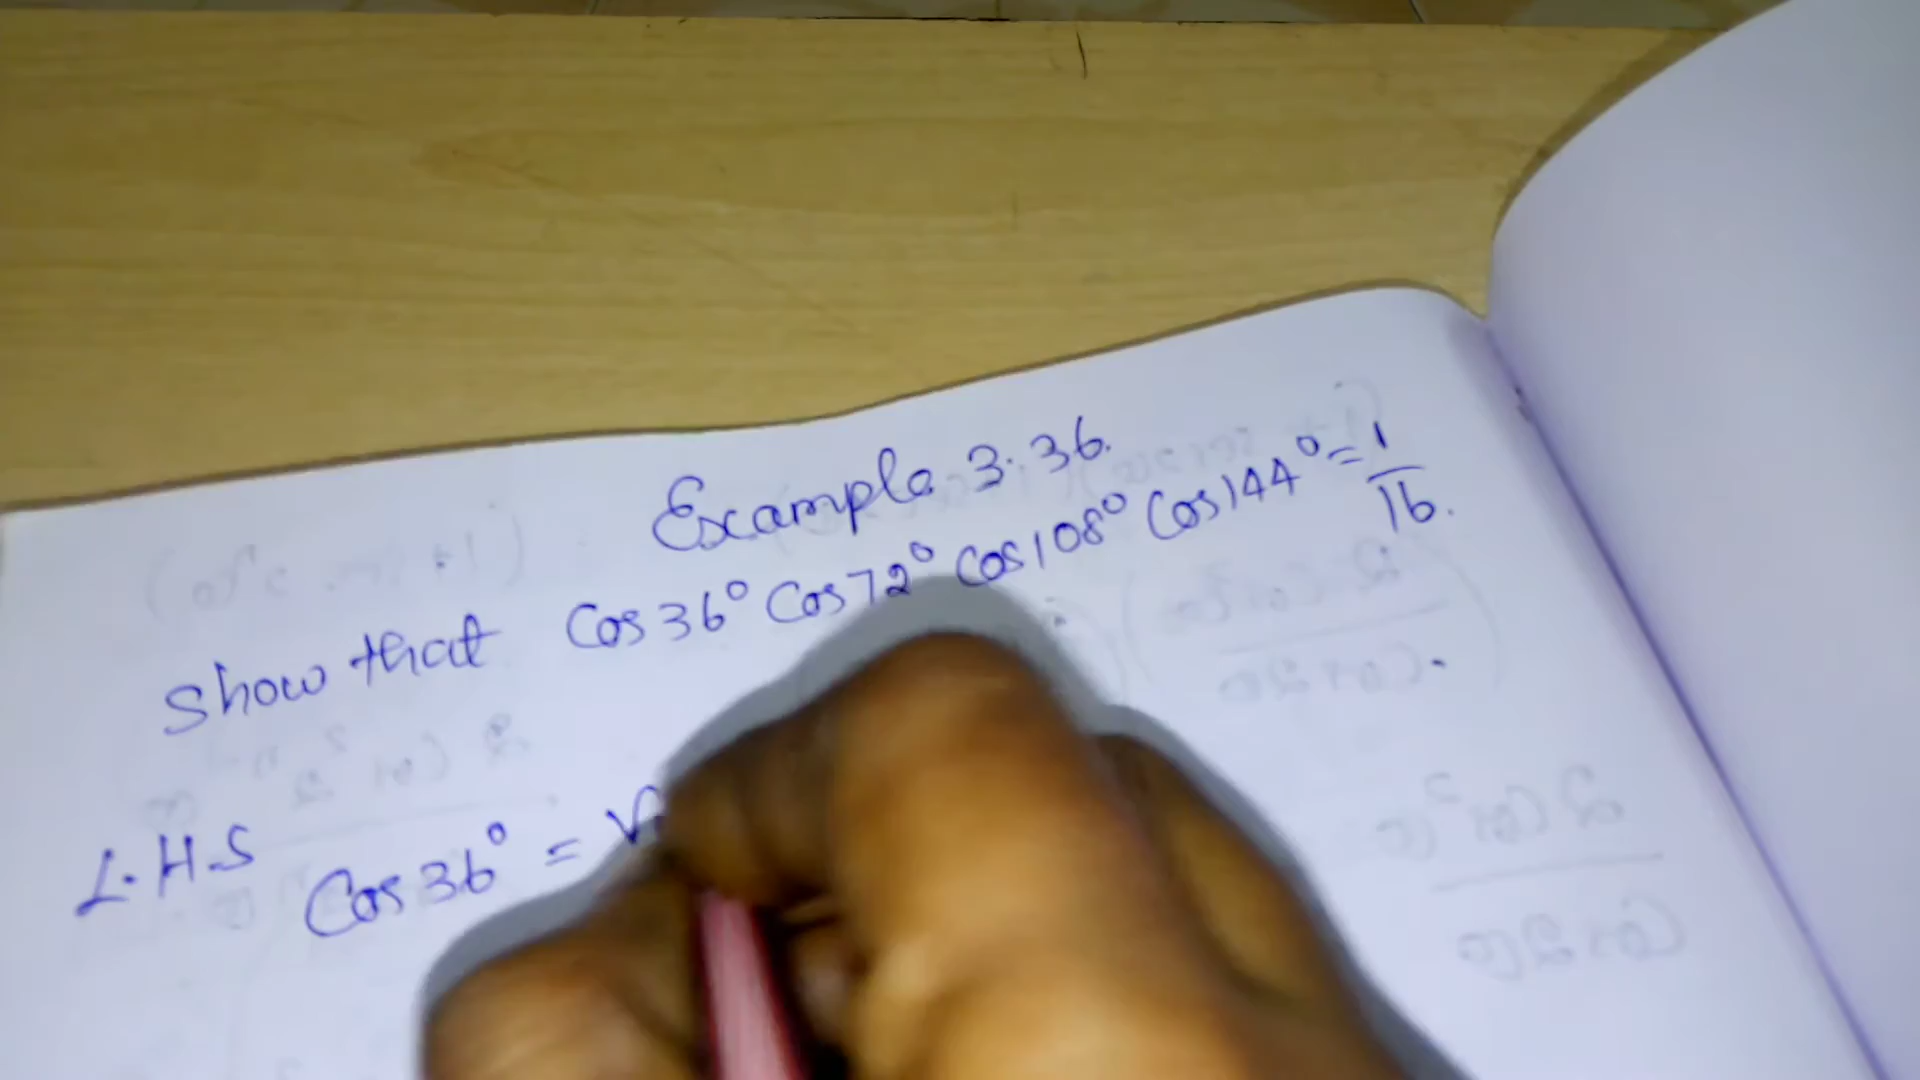 Example 3.36.
Show that Cos 36° Cos 72° Cos 108° Cos 144° = 1/16.
L.H.S
Cos 36° = √